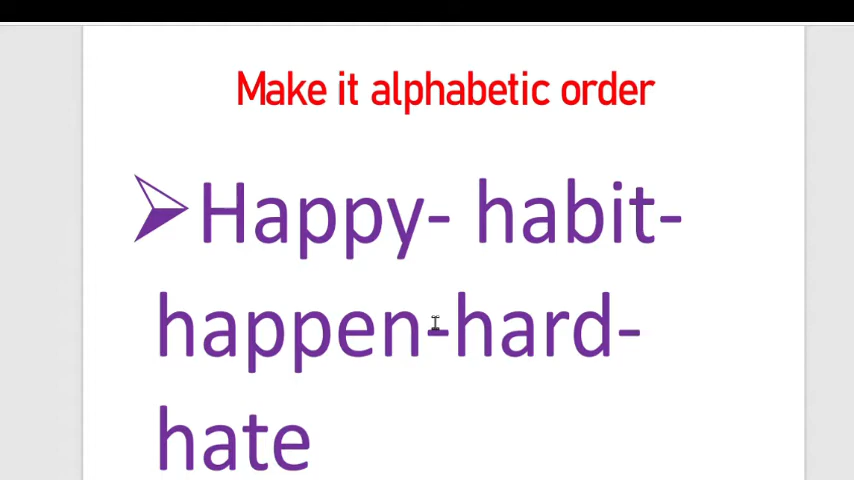 Make it alphabetic order
Happy- habit-
happen-hard-
hate